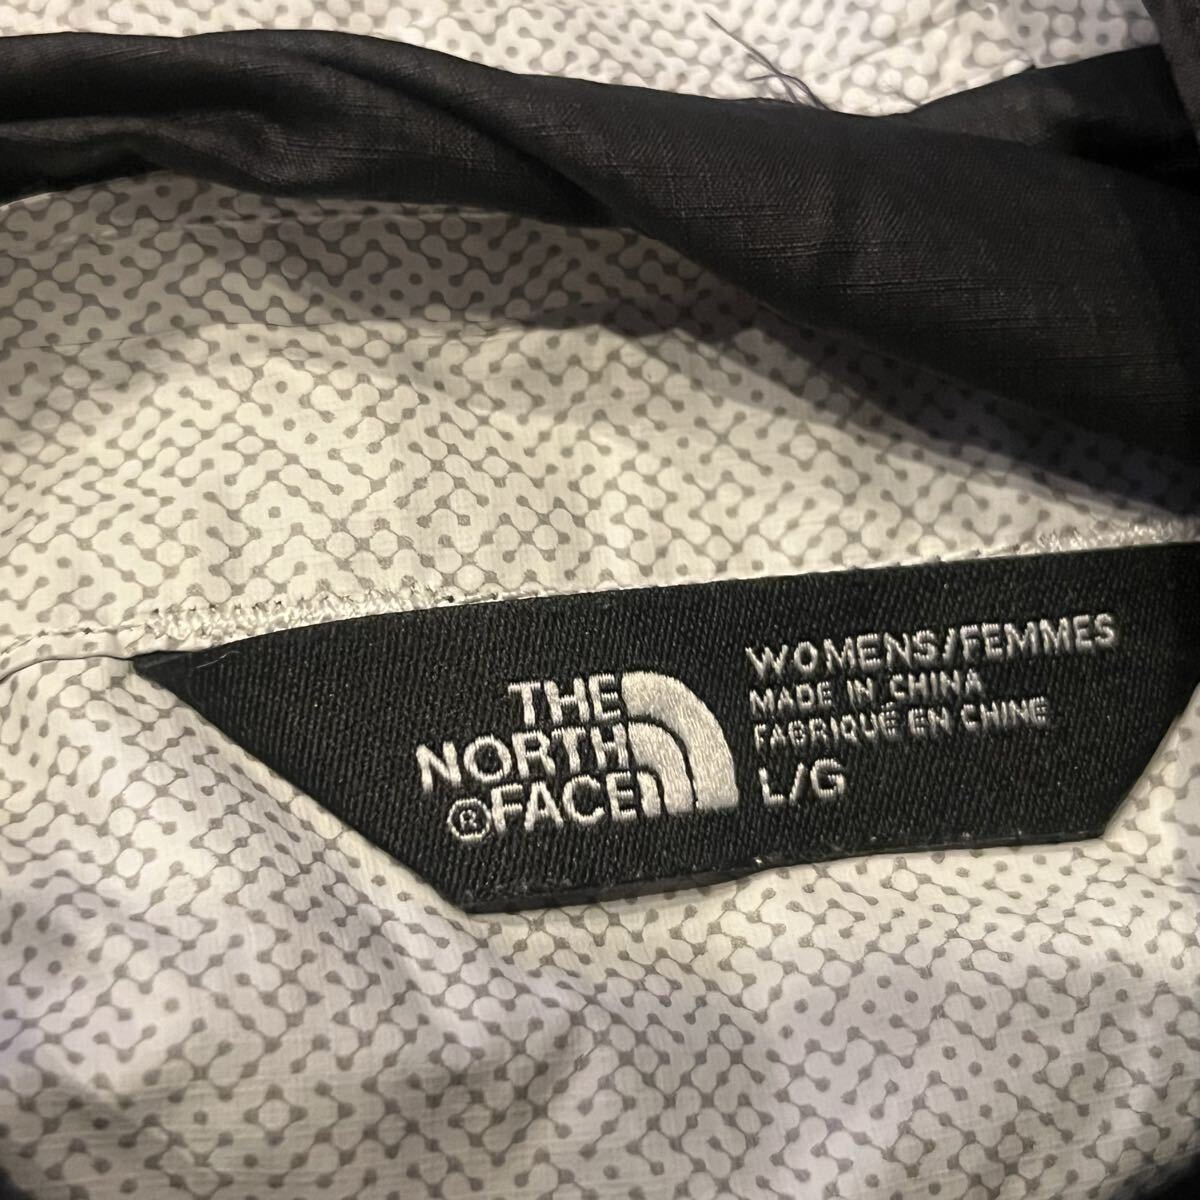 THE
NORTH
®FACE
WOMENS/FEMMES
MADE IN CHINA
FABRIQUÉ EN CHINE
L/G